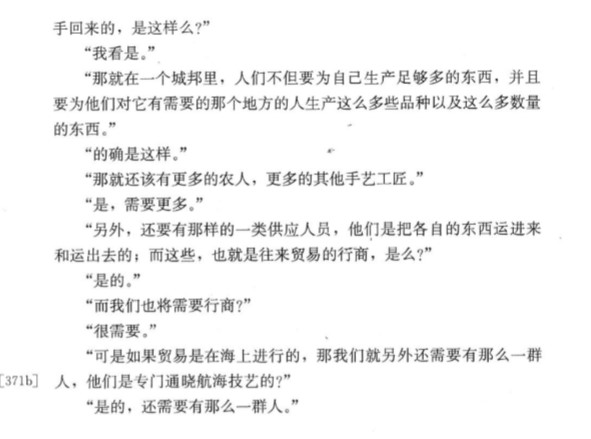 手回来的，是这样么？”
“我看是。”
“那就在一个城邦里，人们不但要为自己生产足够多的东西，并且
要为他们对它有需要的那个地方的人生产这么多些品种以及这么多数量
的东西。”
“的确是这样。”
“那就还该有更多的农人，更多的其他手艺工匠。”
“是，需要更多。”
“另外，还要有那样的一类供应人员，他们是把各自的东西运进来
和运出去的；而这些，也就是往来贸易的行商，是么？”
“是的。”
“而我们也将需要行商？”
“很需要。”
“可是如果贸易是在海上进行的，那我们就另外还需要有那么一群
[371b] 人，他们是专门通晓航海技艺的？”
“是的，还需要有那么一群人。”